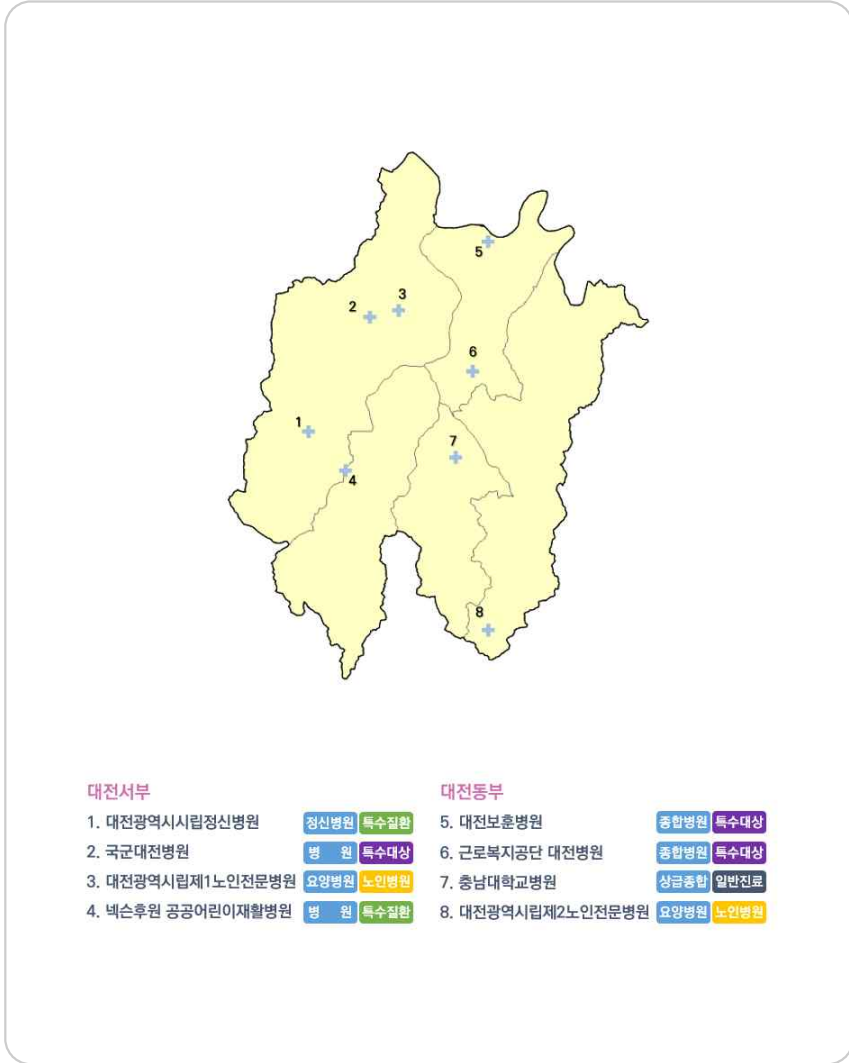 5
3
2
6
1
7
4
8
대전서부
1. 대전광역시시립정신병원 정신병원 특수질환
2. 국군대전병원 병 원 특수대상
3. 대전광역시립제1노인전문병원 요양병원 노인병원
4. 넥슨후원 공공어린이재활병원 병 원 특수질환
대전동부
5. 대전보훈병원 종합병원 특수대상
6. 근로복지공단 대전병원 종합병원 특수대상
7. 충남대학교병원 상급종합 일반진료
8. 대전광역시립제2노인전문병원 요양병원 노인병원